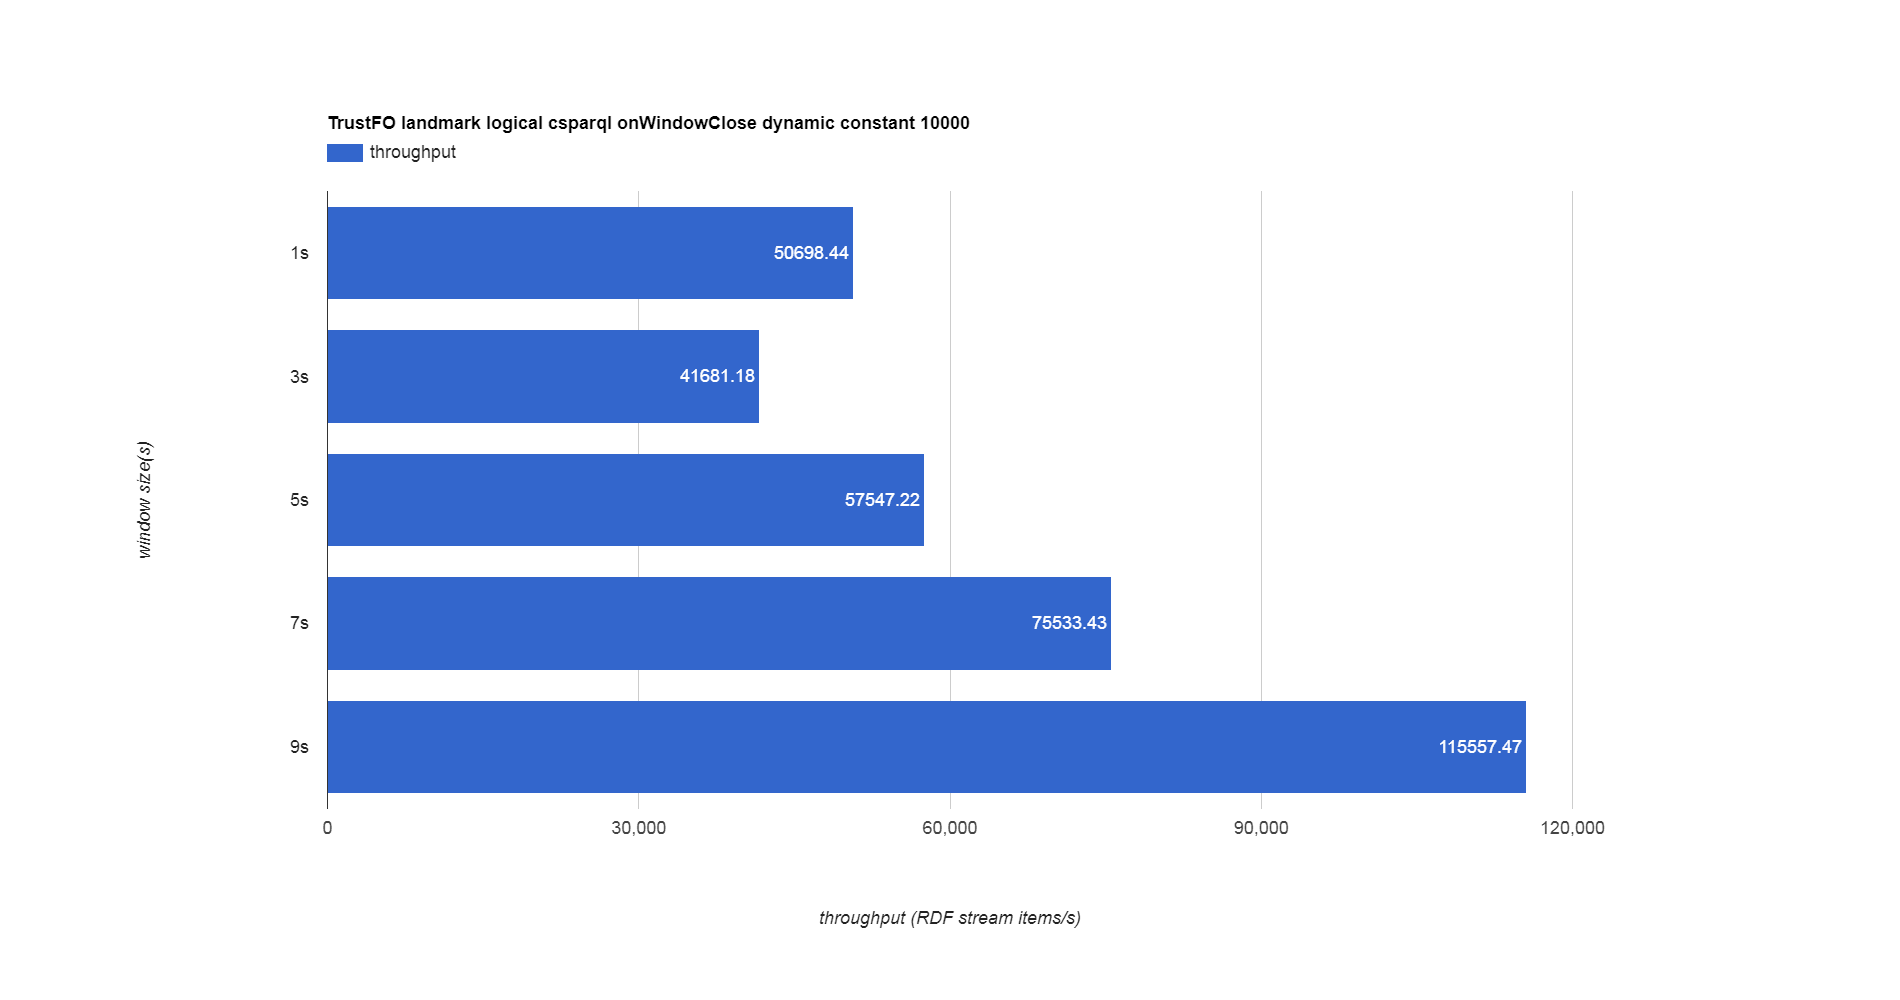 TrustFO landmark logical csparql onWindowClose dynamic constant 10000
throughput
1s
50698.44
3s
41681.18
window size(s)
5s
57547.22
7s
75533.43
9s
115557.47
0 30,000 60,000 90,000 120,000
throughput (RDF stream items/s)